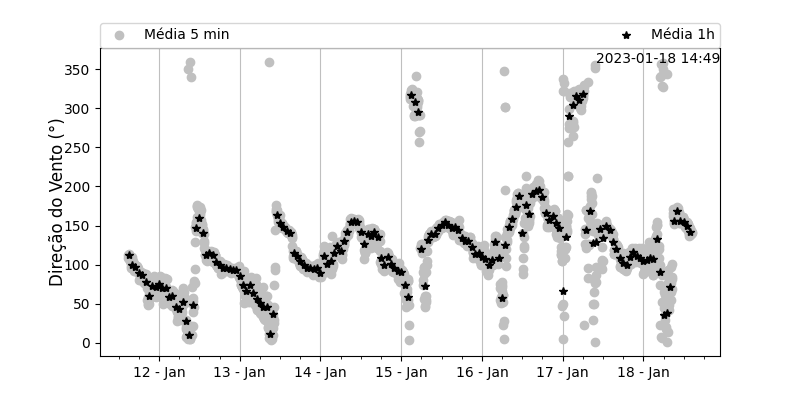 Média 5 min
Média 1h
2023-01-18 14:49
Direção do Vento (°)
350
300
250
200
150
100
50
0
12 - Jan
13 - Jan
14 - Jan
15 - Jan
16 - Jan
17 - Jan
18 - Jan